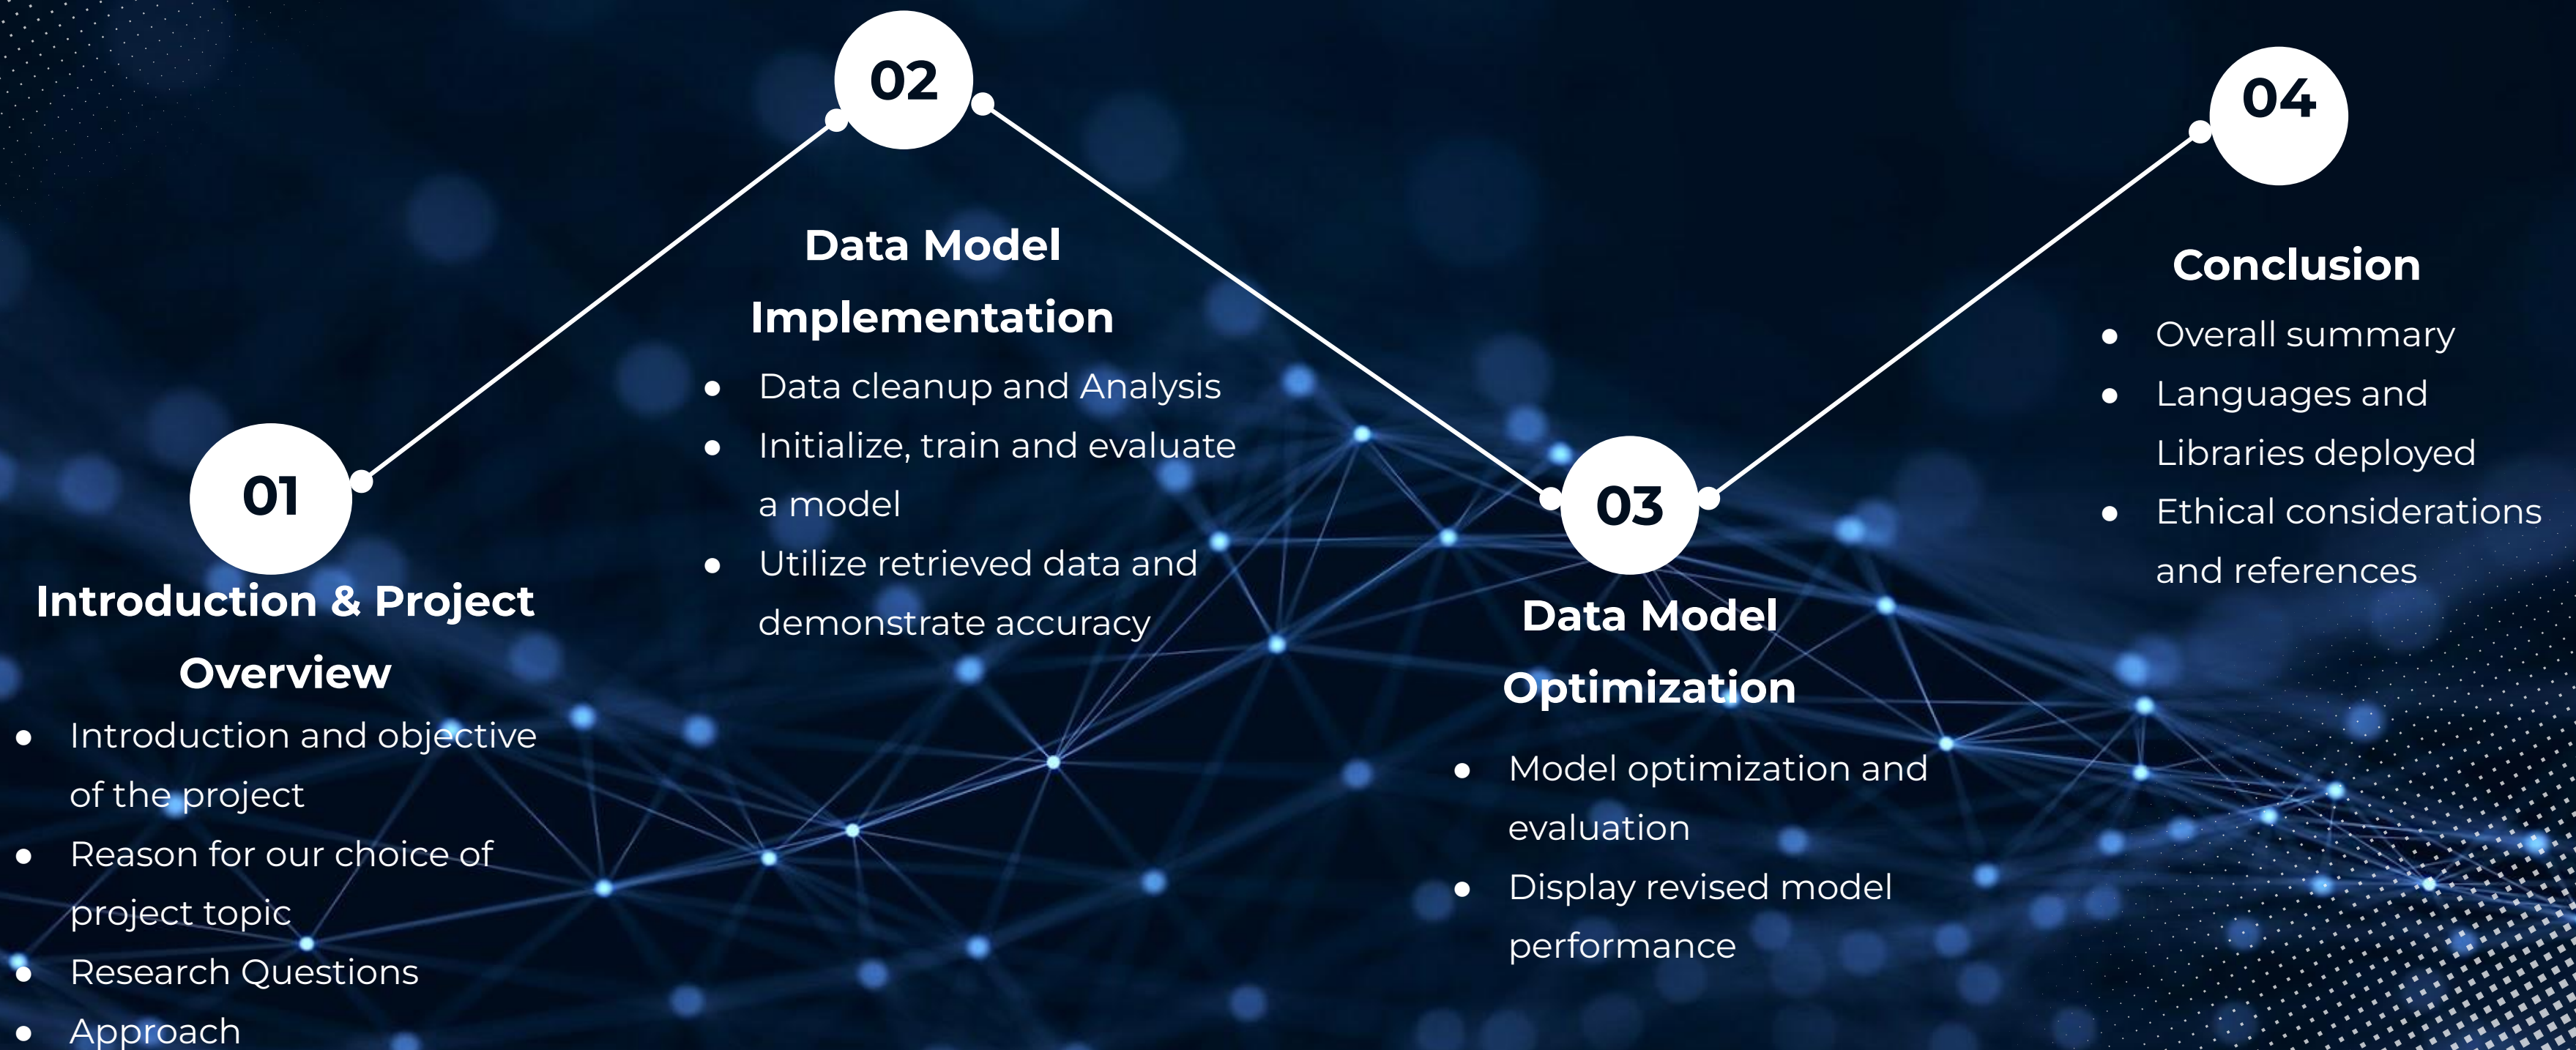 01
Introduction & Project
Overview
● Introduction and objective
of the project
● Reason for our choice of
project topic
● Research Questions
● Approach
02
Data Model
Implementation
● Data cleanup and Analysis
● Initialize, train and evaluate
a model
● Utilize retrieved data and
demonstrate accuracy
03
Data Model
Optimization
● Model optimization and
evaluation
● Display revised model
performance
04
Conclusion
● Overall summary
● Languages and
Libraries deployed
● Ethical considerations
and references